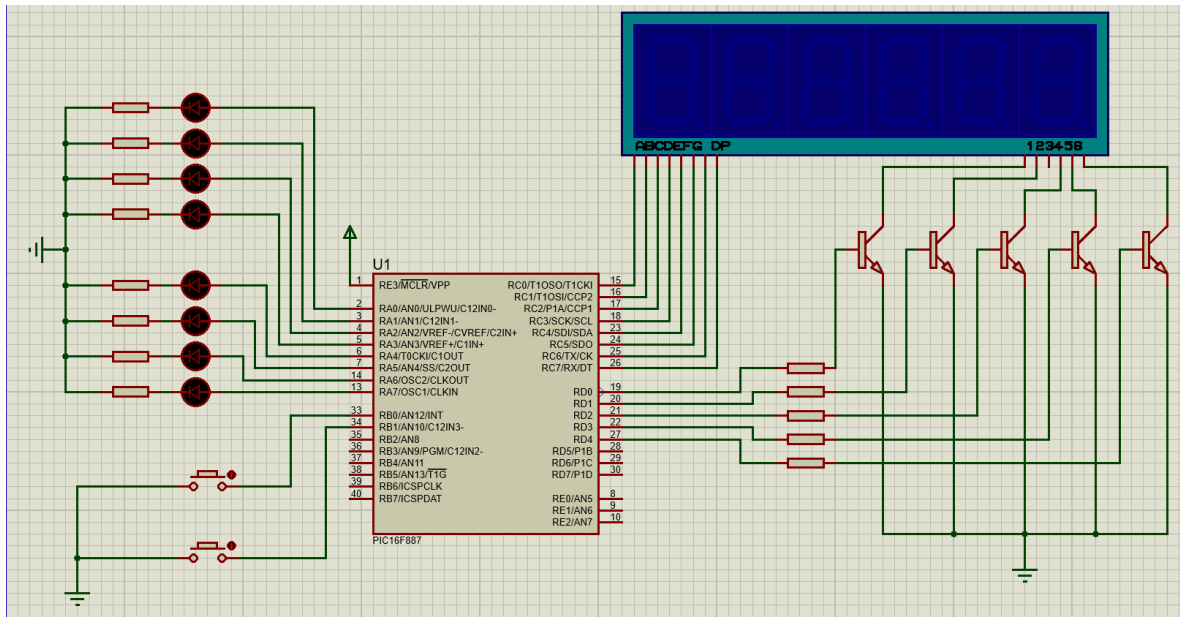 ABCDEFG DP
123456
U1
1
RE3/MCLR/VPP
2
RA0/AN0/ULPWU/C12IN0-
3
RA1/AN1/C12IN1-
4
RA2/AN2/VREF-/CVREF/C2IN+
5
RA3/AN3/VREF+/C1IN+
6
RA4/T0CKI/C1OUT
7
RA5/AN4/SS/C2OUT
14
RA6/OSC2/CLKOUT
13
RA7/OSC1/CLKIN
33
RB0/AN12/INT
34
RB1/AN10/C12IN3-
35
RB2/AN8
36
RB3/AN9/PGM/C12IN2-
37
RB4/AN11
38
RB5/AN13/T1G
39
RB6/ICSPCLK
40
RB7/ICSPDAT
RC0/T1OSO/T1CKI
15
RC1/T1OSI/CCP2
16
RC2/P1A/CCP1
17
RC3/SCK/SCL
18
RC4/SDI/SDA
23
RC5/SDO
24
RC6/TX/CK
25
RC7/RX/DT
26
RD0
19
RD1
20
RD2
21
RD3
22
RD4
27
RD5/P1B
28
RD6/P1C
29
RD7/P1D
30
RE0/AN5
8
RE1/AN6
9
RE2/AN7
10
PIC16F887